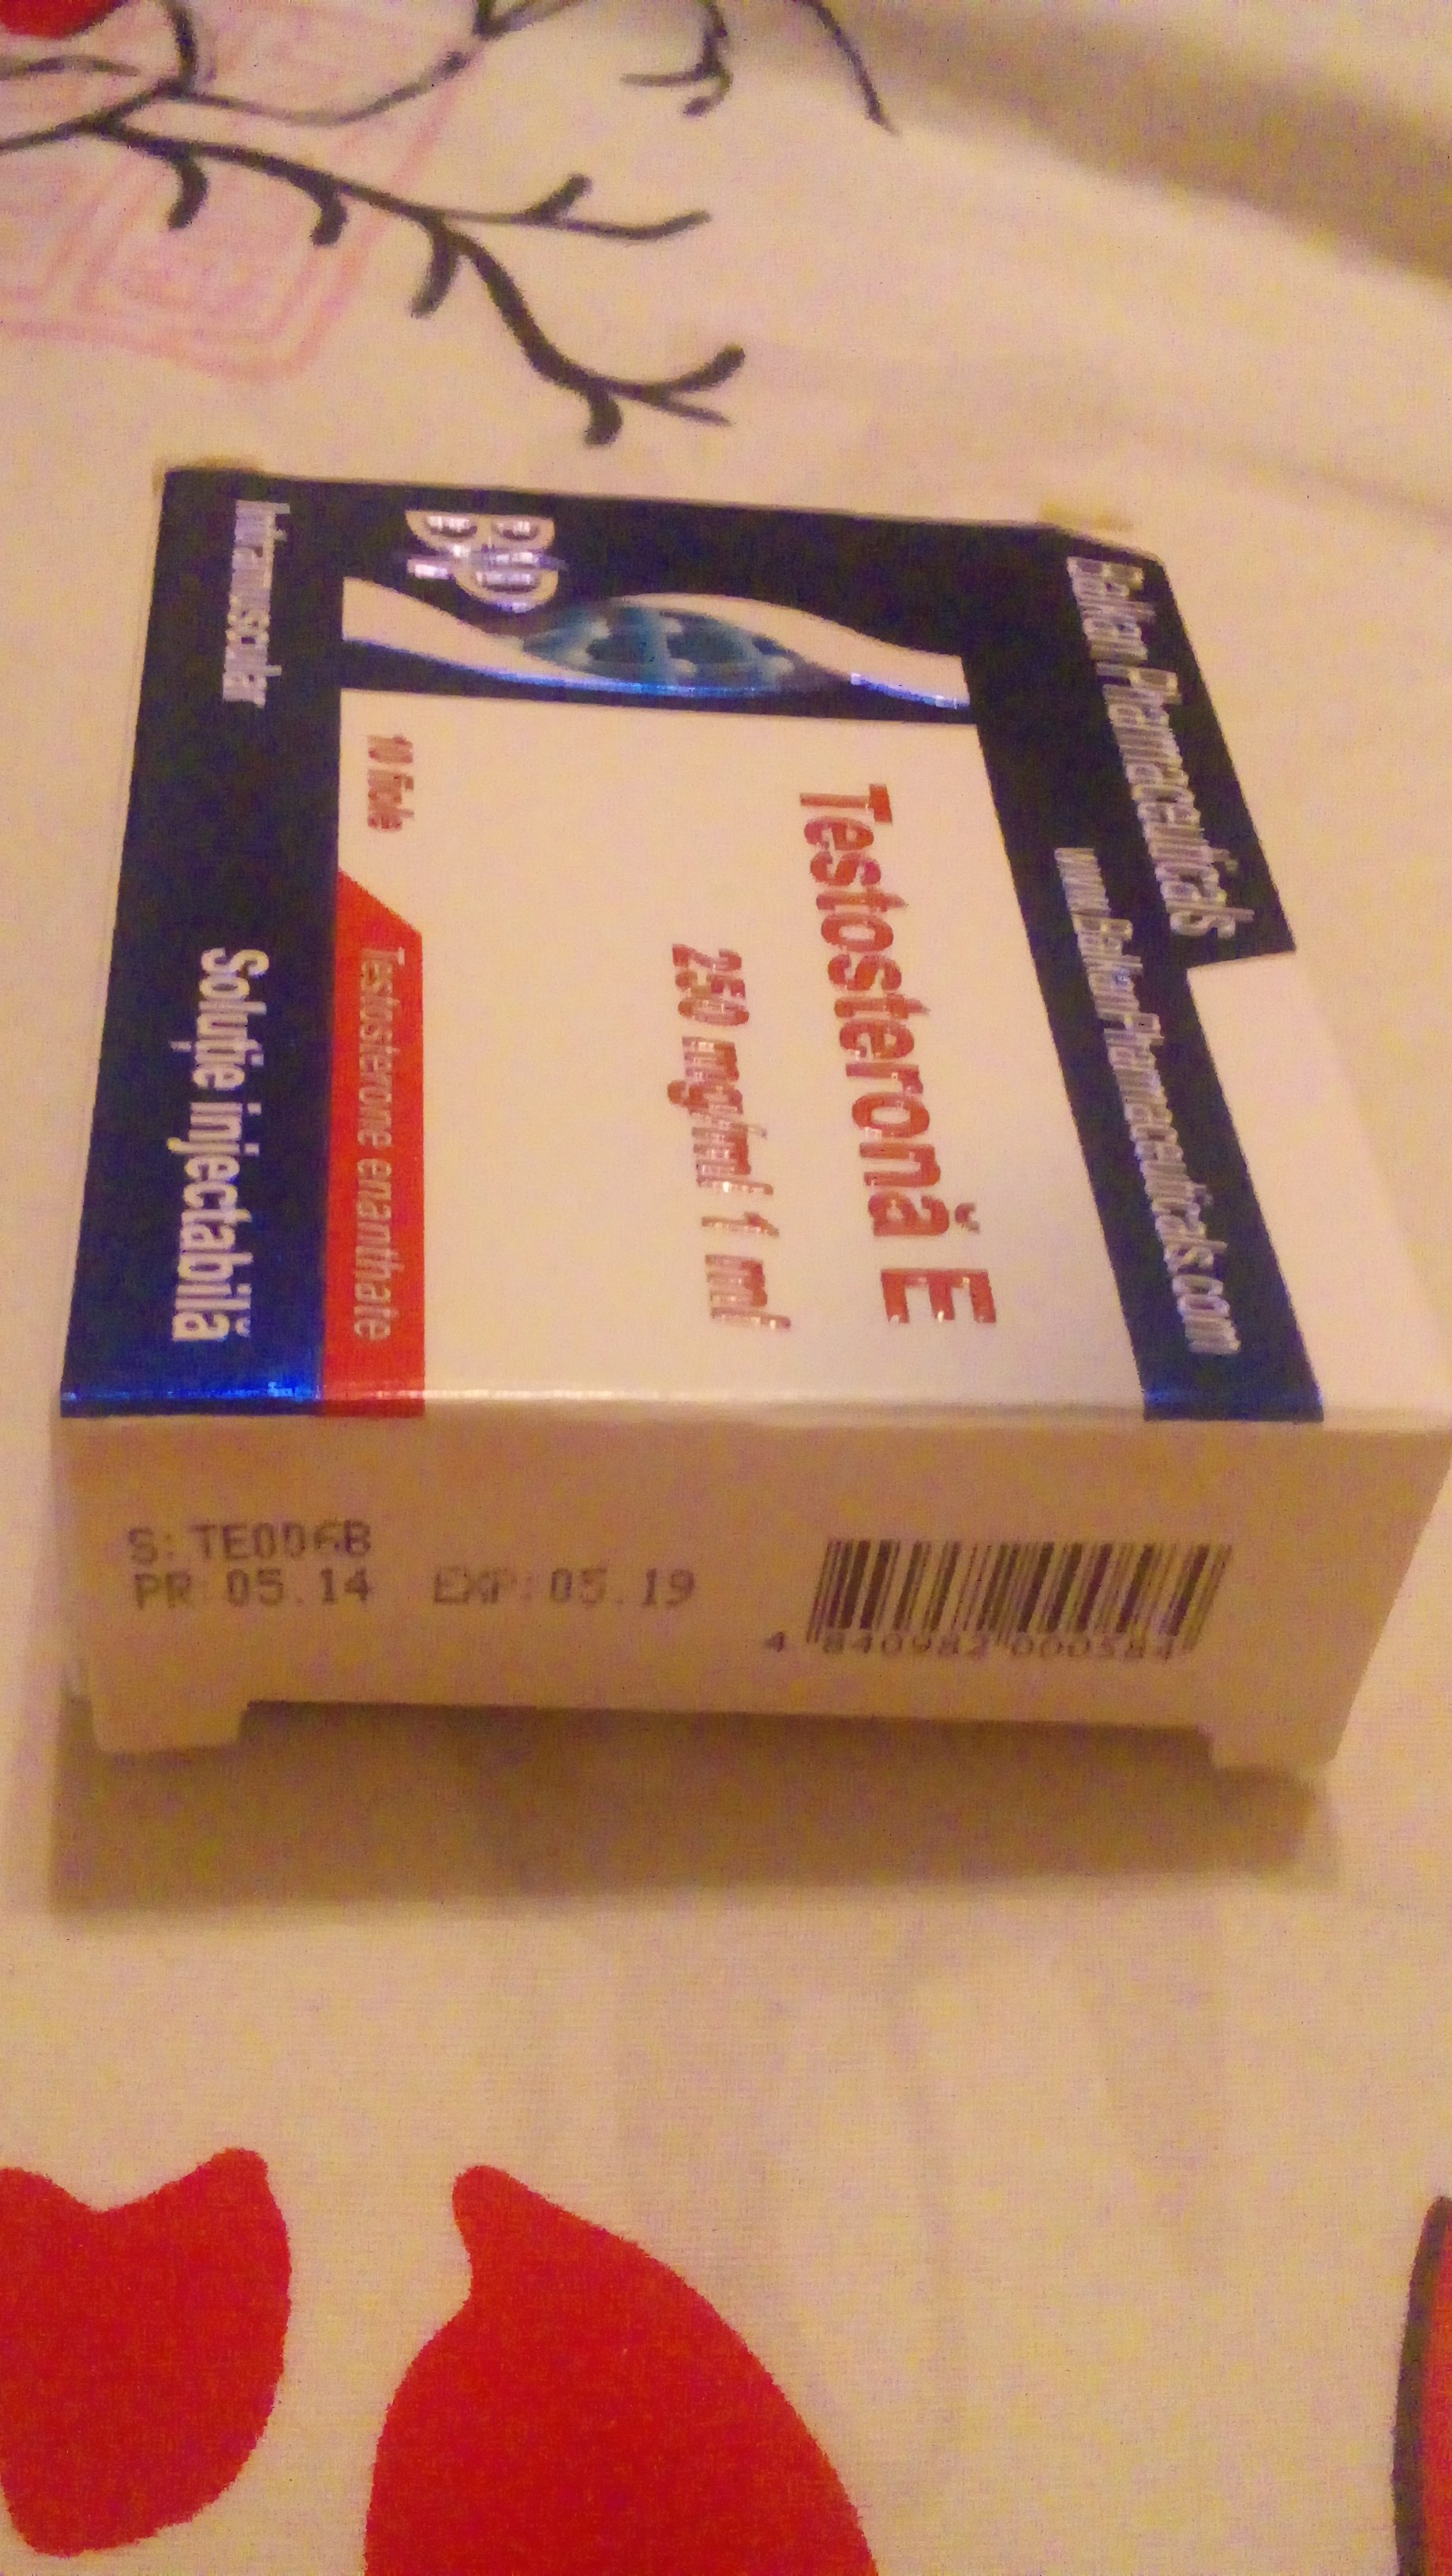 Balkan Pharmaceuticals
www.BalkanPharmaceuticals.com
BP
Testosteronă E
250 mg/ml 1 ml
10 fiole
Testosterone enanthate
Intramuscular
Soluție injectabilă
S: TE006B
PR 05.14 EXP: 05.19
4 840982 000584